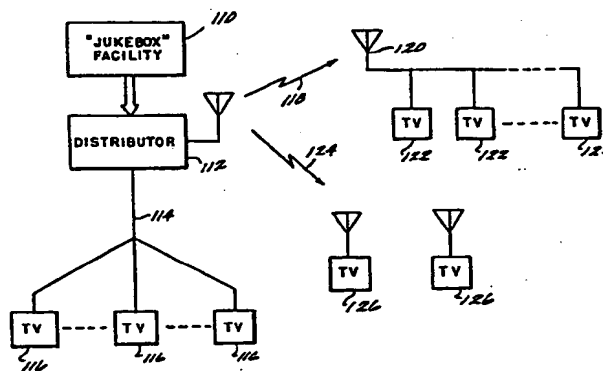 110
"JUKEBOX"
FACILITY
120
118
DISTRIBUTOR
112
TV TV TV
122 122
124
114
TV TV
126 126
TV TV TV
116 116 116